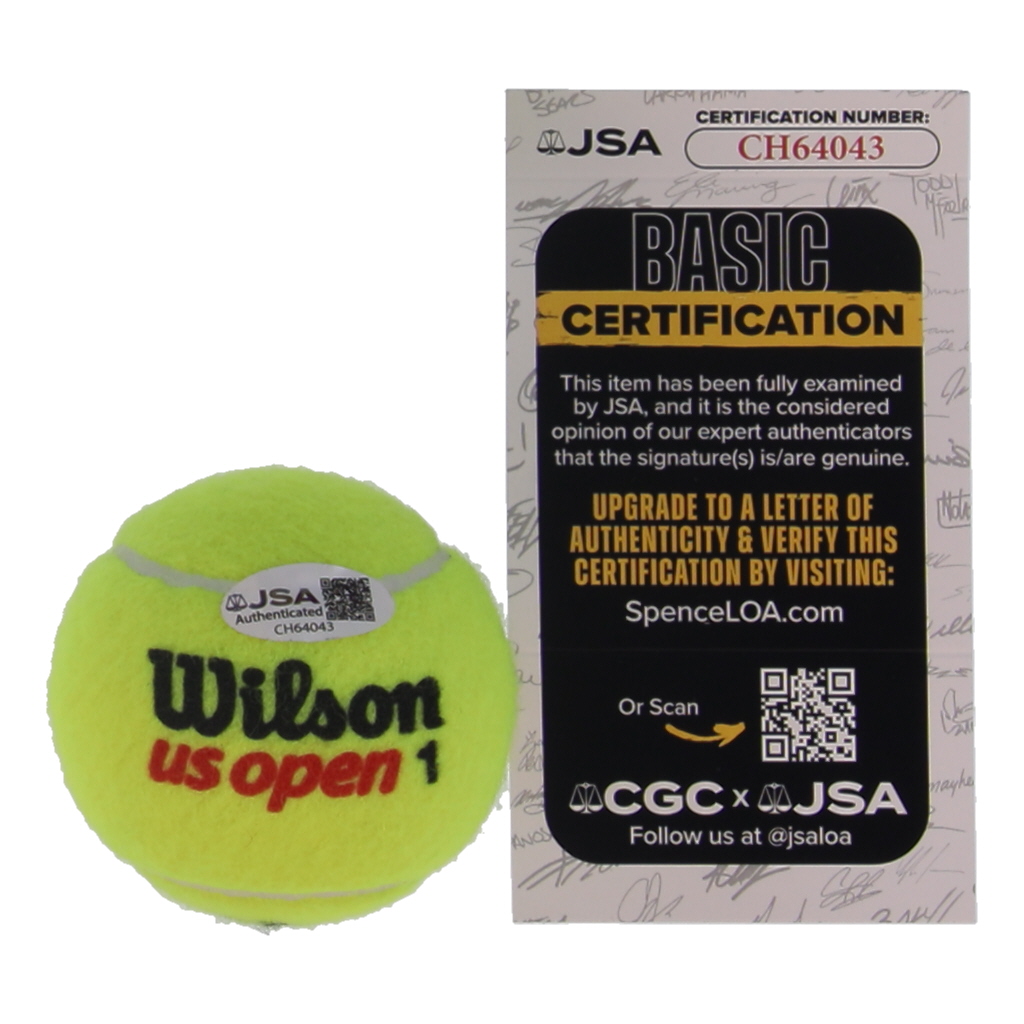 JSA
CERTIFICATION NUMBER:
CH64043
BASIC
CERTIFICATION
This item has been fully examined
by JSA, and it is the considered
opinion of our expert authenticators
that the signature(s) is/are genuine.
UPGRADE TO A LETTER OF
AUTHENTICITY & VERIFY THIS
CERTIFICATION BY VISITING:
SpenceLOA.com
Or Scan
CGC x JSA
Follow us at @jsaloa
JSA
Authenticated
CH64043
Wilson
us open 1